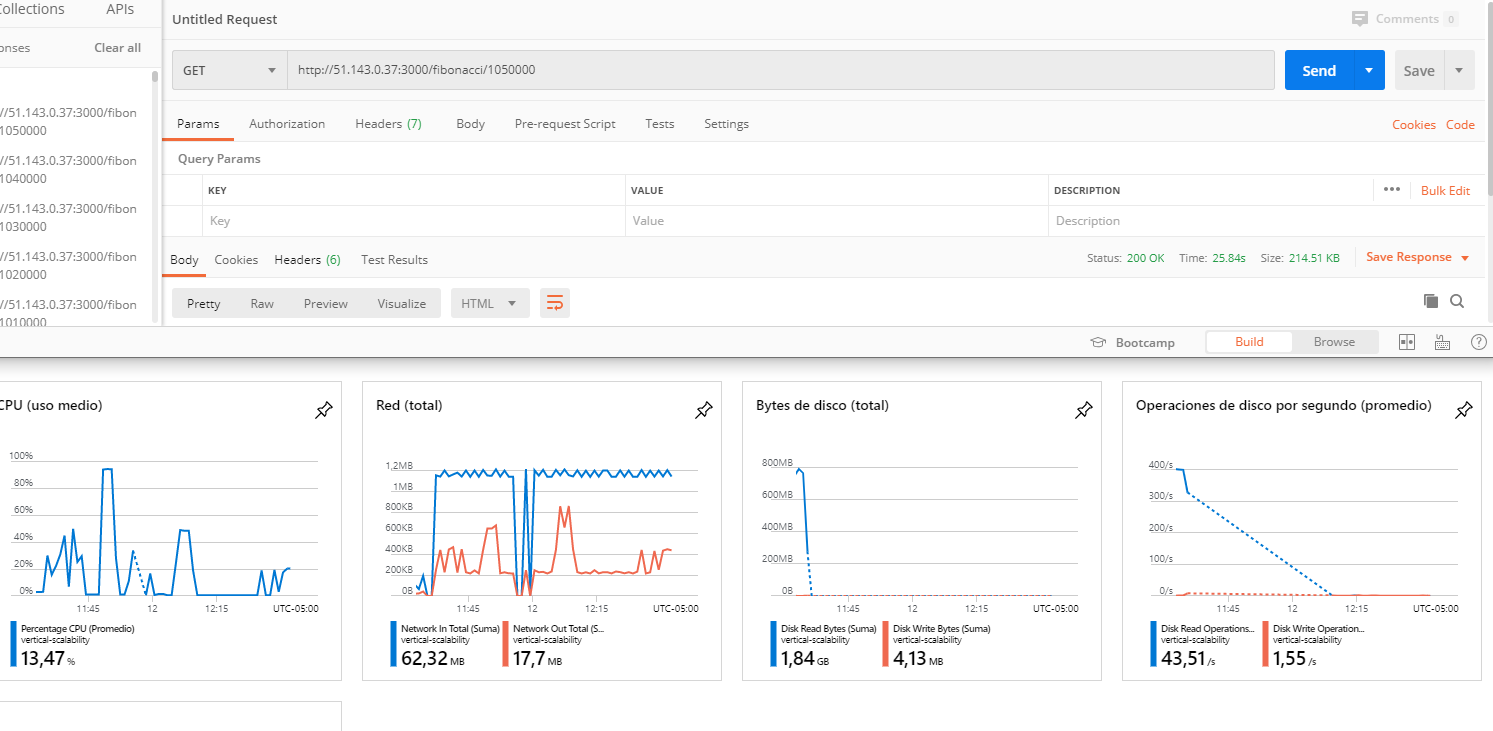 Collections APIs
onses Clear all
//51.143.0.37:3000/fibon
1050000
//51.143.0.37:3000/fibon
1040000
//51.143.0.37:3000/fibon
1030000
//51.143.0.37:3000/fibon
1020000
//51.143.0.37:3000/fibon
1010000
Untitled Request
Comments 0
GET http://51.143.0.37:3000/fibonacci/1050000 Send Save
Params Authorization Headers (7) Body Pre-request Script Tests Settings Cookies Code
Query Params
KEY VALUE DESCRIPTION ••• Bulk Edit
Key Value Description
Body Cookies Headers (6) Test Results Status: 200 OK Time: 25.84s Size: 214.51 KB Save Response
Pretty Raw Preview Visualize HTML
Bootcamp Build Browse ?
CPU (uso medio)
100%
80%
60%
40%
20%
0%
11:45 12 12:15 UTC-05:00
Percentage CPU (Promedio)
vertical-scalability
13,47 %
Red (total)
1,2MB
1MB
800KB
600KB
400KB
200KB
0B
11:45 12 12:15 UTC-05:00
Network In Total (Suma) Network Out Total (S...
vertical-scalability vertical-scalability
62,32 MB 17,7 MB
Bytes de disco (total)
800MB
600MB
400MB
200MB
0B
11:45 12 12:15 UTC-05:00
Disk Read Bytes (Suma) Disk Write Bytes (Suma)
vertical-scalability vertical-scalability
1,84 GB 4,13 MB
Operaciones de disco por segundo (promedio)
400/s
300/s
200/s
100/s
0/s
11:45 12 12:15 UTC-05:00
Disk Read Operations... Disk Write Operation...
vertical-scalability vertical-scalability
43,51 /s 1,55 /s